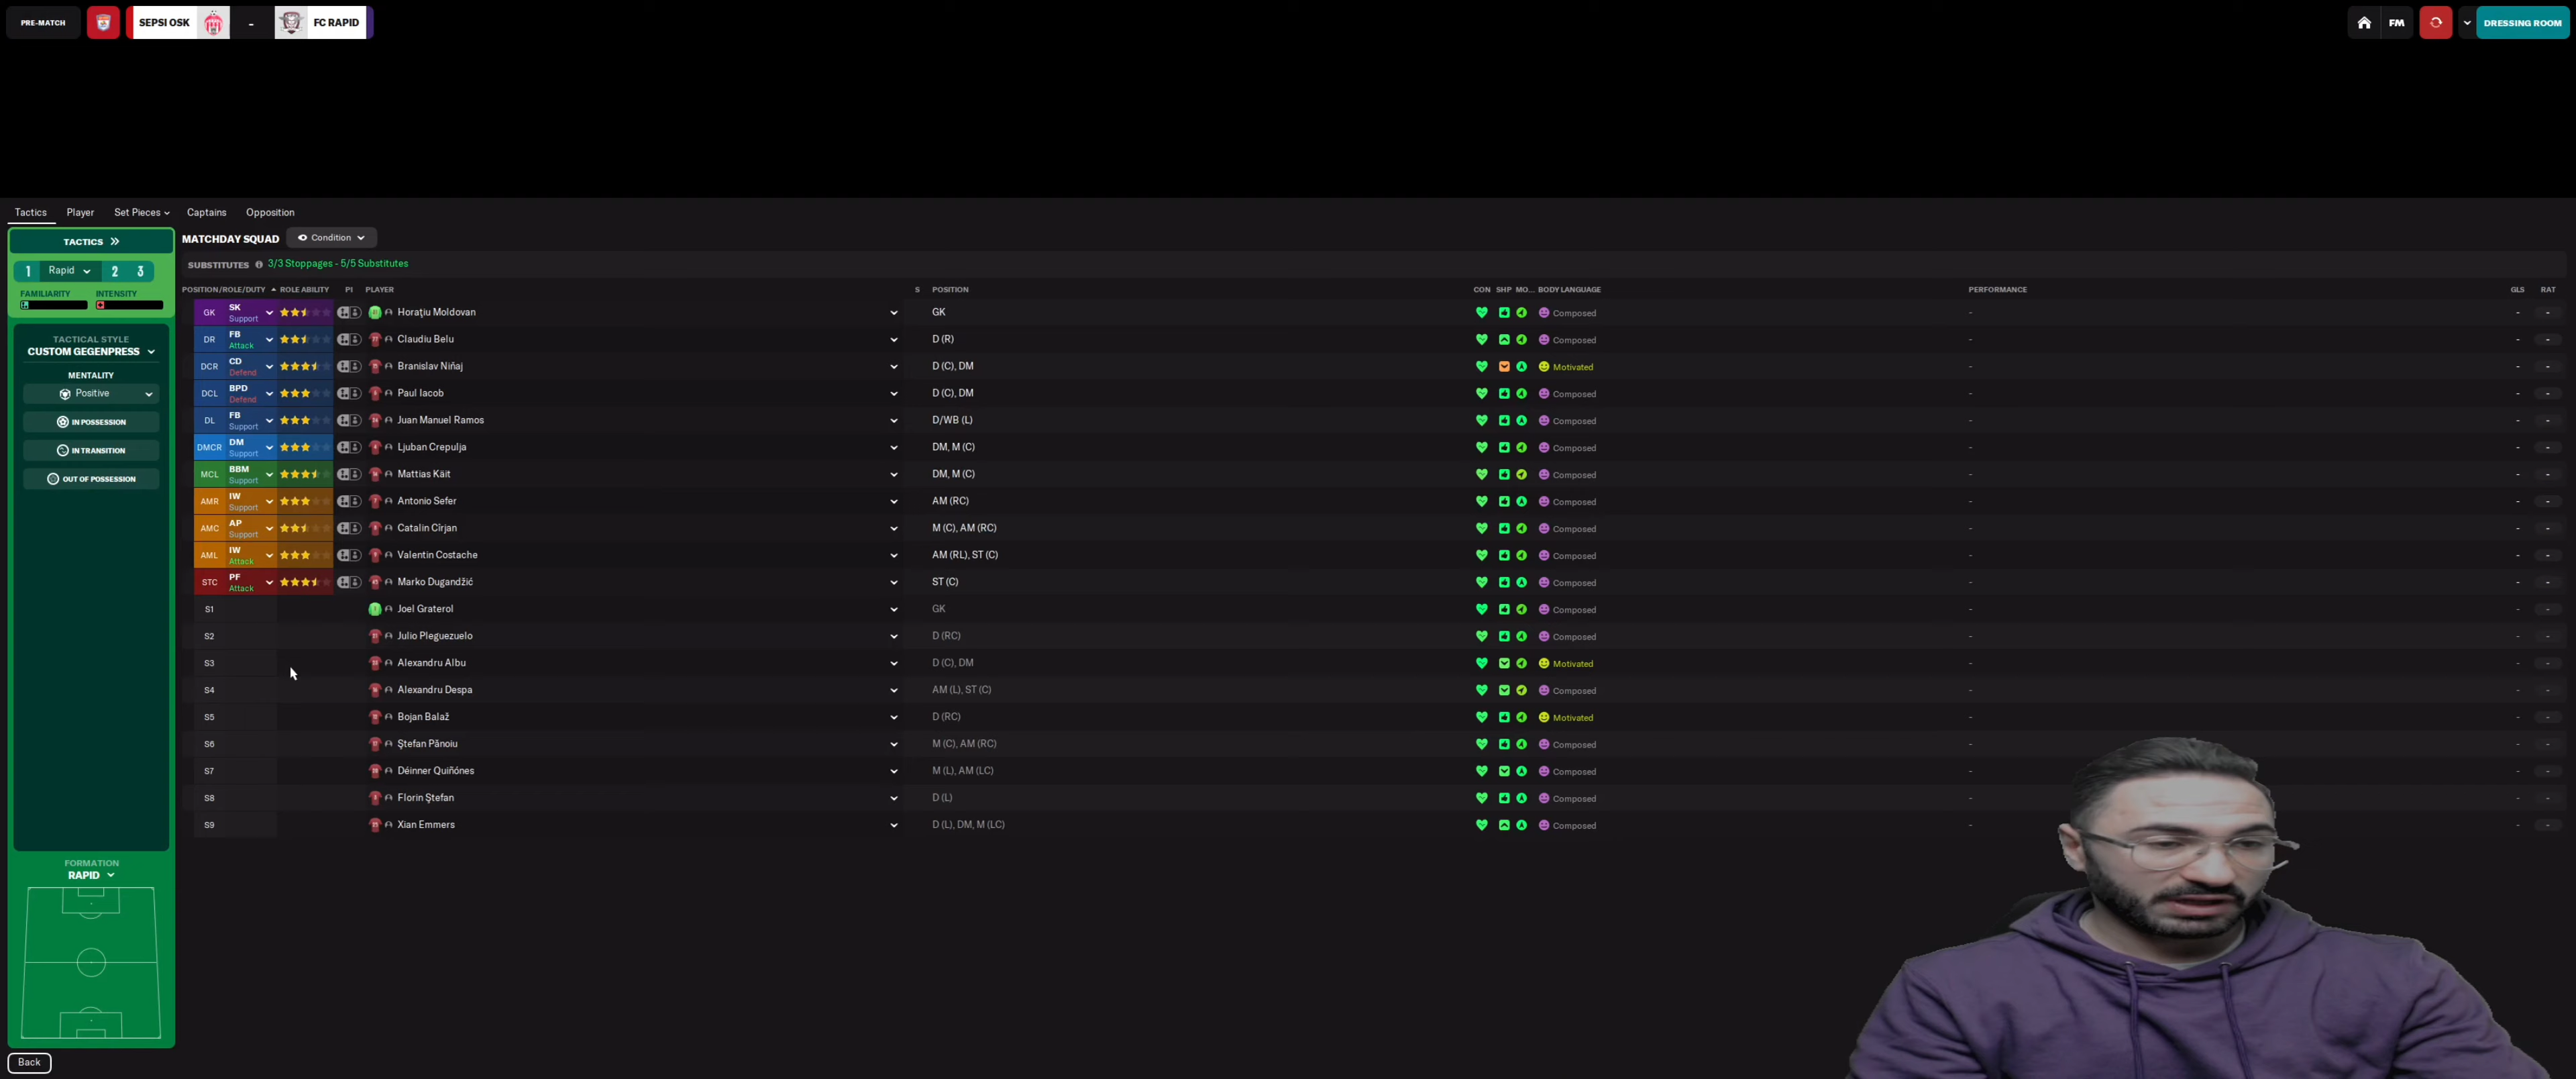 PRE-MATCH SEPSI OSK - FC RAPID FM DRESSING ROOM
Tactics Player Set Pieces Captains Opposition
TACTICS
1 Rapid 2 3
FAMILIARITY INTENSITY
TACTICAL STYLE
CUSTOM GEGENPRESS
MENTALITY
Positive
IN POSSESSION
IN TRANSITION
OUT OF POSSESSION
FORMATION
RAPID
Back
MATCHDAY SQUAD Condition
SUBSTITUTES 3/3 Stoppages - 5/5 Substitutes
POSITION/ROLE/DUTY ROLE ABILITY PI PLAYER S POSITION CON SHP MO... BODY LANGUAGE PERFORMANCE GLS RAT
GK SK Support Horaţiu Moldovan GK Composed - - -
DR FB Attack Claudiu Belu D (R) Composed - - -
DCR CD Defend Branislav Niňaj D (C), DM Motivated - - -
DCL BPD Defend Paul Iacob D (C), DM Composed - - -
DL FB Support Juan Manuel Ramos D/WB (L) Composed - - -
DMCR DM Support Ljuban Crepulja DM, M (C) Composed - - -
MCL BBM Support Mattias Käit DM, M (C) Composed - - -
AMR IW Support Antonio Sefer AM (RC) Composed - - -
AMC AP Support Catalin Cîrjan M (C), AM (RC) Composed - - -
AML IW Attack Valentin Costache AM (RL), ST (C) Composed - - -
STC PF Attack Marko Dugandžić ST (C) Composed - - -
S1 Joel Graterol GK Composed - - -
S2 Julio Pleguezuelo D (RC) Composed - - -
S3 Alexandru Albu D (C), DM Motivated - - -
S4 Alexandru Despa AM (L), ST (C) Composed - - -
S5 Bojan Balaž D (RC) Motivated - - -
S6 Ştefan Pănoiu M (C), AM (RC) Composed - - -
S7 Déinner Quiñónes M (L), AM (LC) Composed - - -
S8 Florin Ştefan D (L) Composed - - -
S9 Xian Emmers D (L), DM, M (LC) Composed - - -